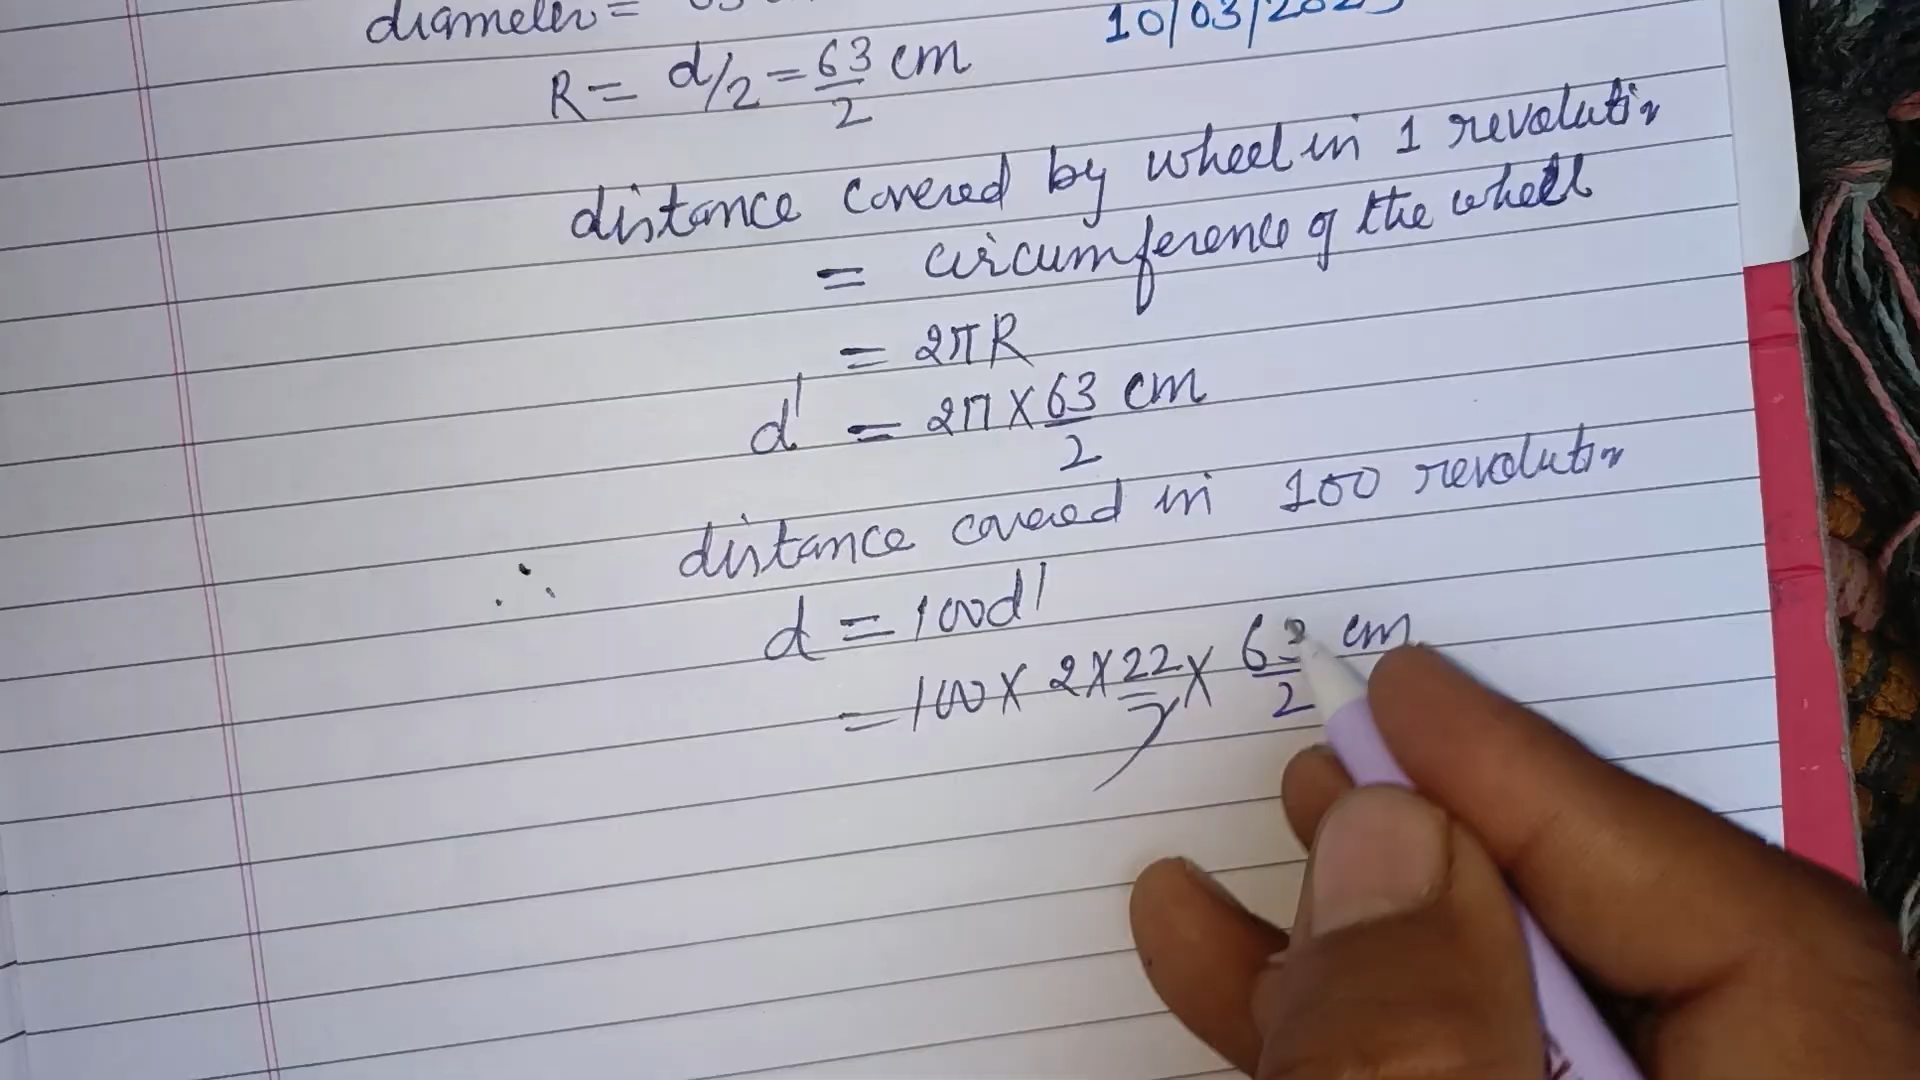 diameter =
10/03/2023
R = d/2 = 63/2 cm
distance covered by wheel in 1 revolution
= circumference of the wheel
= 2πR
d' = 2π × 63/2 cm
∴ distance covered in 100 revolution
d = 100d'
= 100 × 2 × 22/7 × 63/2 cm